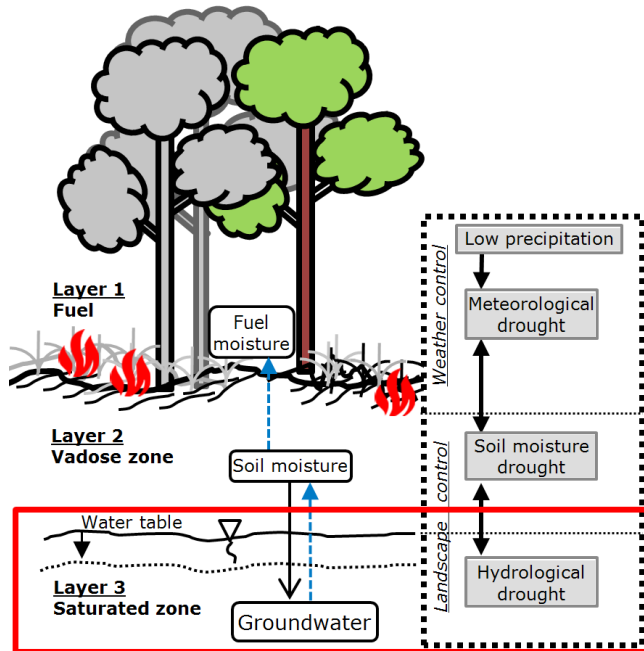 Layer 1
Fuel
Fuel
moisture
Layer 2
Vadose zone
Soil moisture
Water table
Layer 3
Saturated zone
Groundwater
Weather control
Landscape control
Low precipitation
Meteorological
drought
Soil moisture
drought
Hydrological
drought